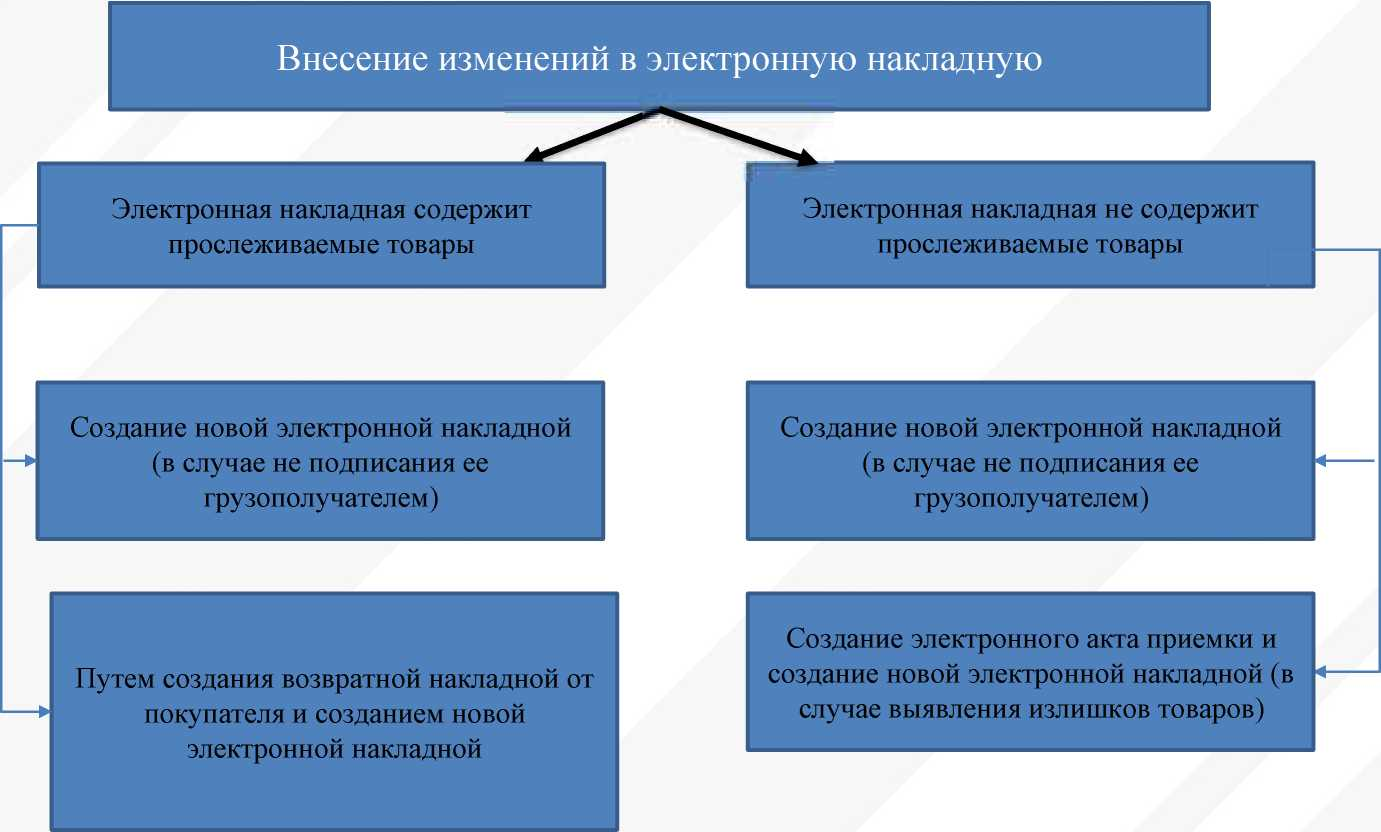 Внесение изменений в электронную накладную
Электронная накладная содержит
прослеживаемые товары
Электронная накладная не содержит
прослеживаемые товары
Создание новой электронной накладной
(в случае не подписания ее
грузополучателем)
Создание новой электронной накладной
(в случае не подписания ее
грузополучателем)
Путем создания возвратной накладной от
покупателя и созданием новой
электронной накладной
Создание электронного акта приемки и
создание новой электронной накладной (в
случае выявления излишков товаров)